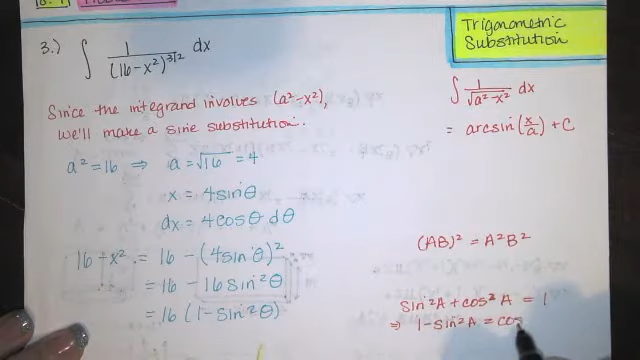 Trigonometric
Substitution
3.) ∫ 1/(16-x²)^3/2 dx
Since the integrand involves (a²-x²),
we'll make a sine substitution.
a² = 16 ⇒ a = √16 = 4
x = 4sinθ
dx = 4cosθ dθ
16+x² = 16 - (4sinθ)²
= 16 - 16sin²θ
= 16 (1-sin²θ)
∫ 1/√(a²-x²) dx
= arcsin(x/a) + C
(AB)² = A²B²
sin²A + cos²A = 1
⇒ 1-sin²A = cos